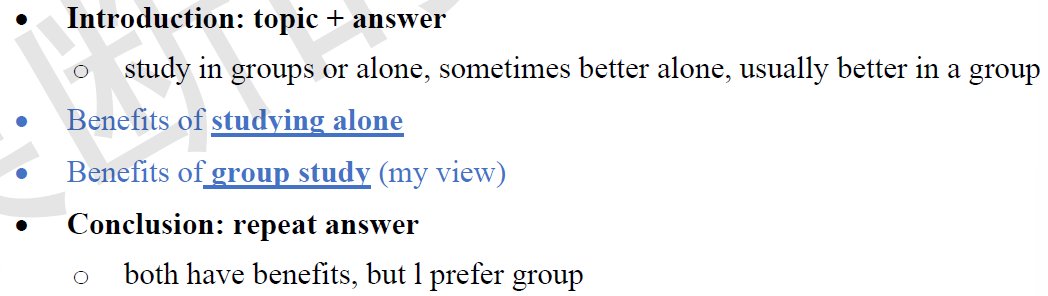 Introduction: topic + answer
study in groups or alone, sometimes better alone, usually better in a group
Benefits of studying alone
Benefits of group study (my view)
Conclusion: repeat answer
both have benefits, but l prefer group